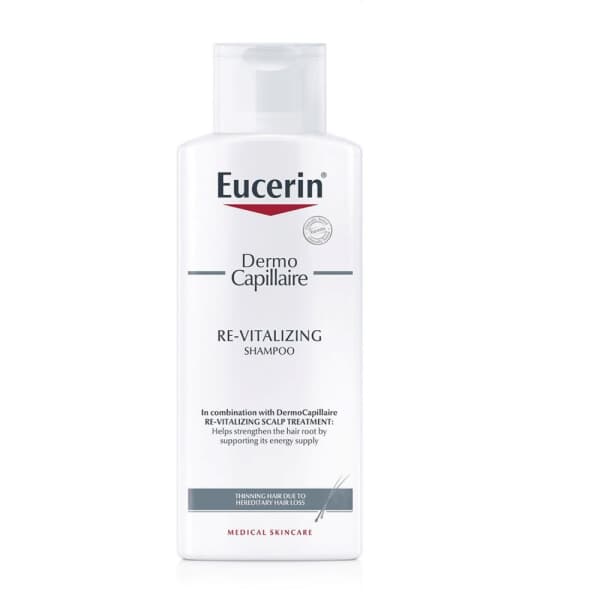 Eucerin®
Dermo
Capillaire
RE-VITALIZING
SHAMPOO
In combination with DermoCapillaire
RE-VITALIZING SCALP TREATMENT:
Helps strengthen the hair root by
supporting its energy supply
THINNING HAIR DUE TO
HEREDITARY HAIR LOSS
MEDICAL SKINCARE